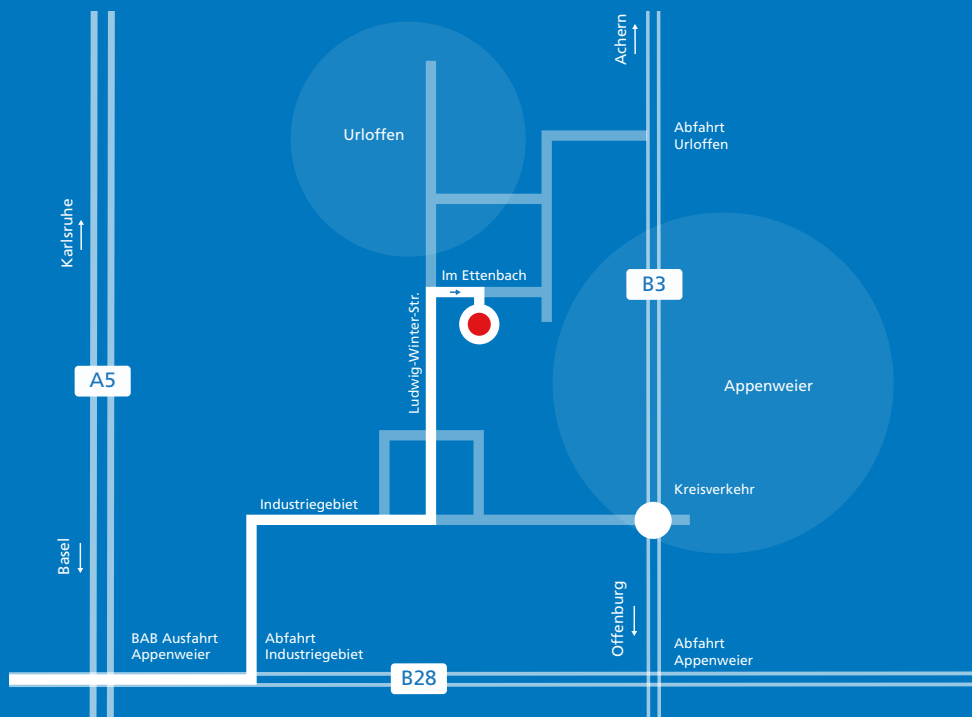 Achern
Abfahrt
Urloffen
Urloffen
Karlsruhe
Im Ettenbach
B3
Ludwig-Winter-Str.
A5
Appenweier
Kreisverkehr
Industriegebiet
Basel
Offenburg
BAB Ausfahrt
Appenweier
Abfahrt
Industriegebiet
Abfahrt
Appenweier
B28